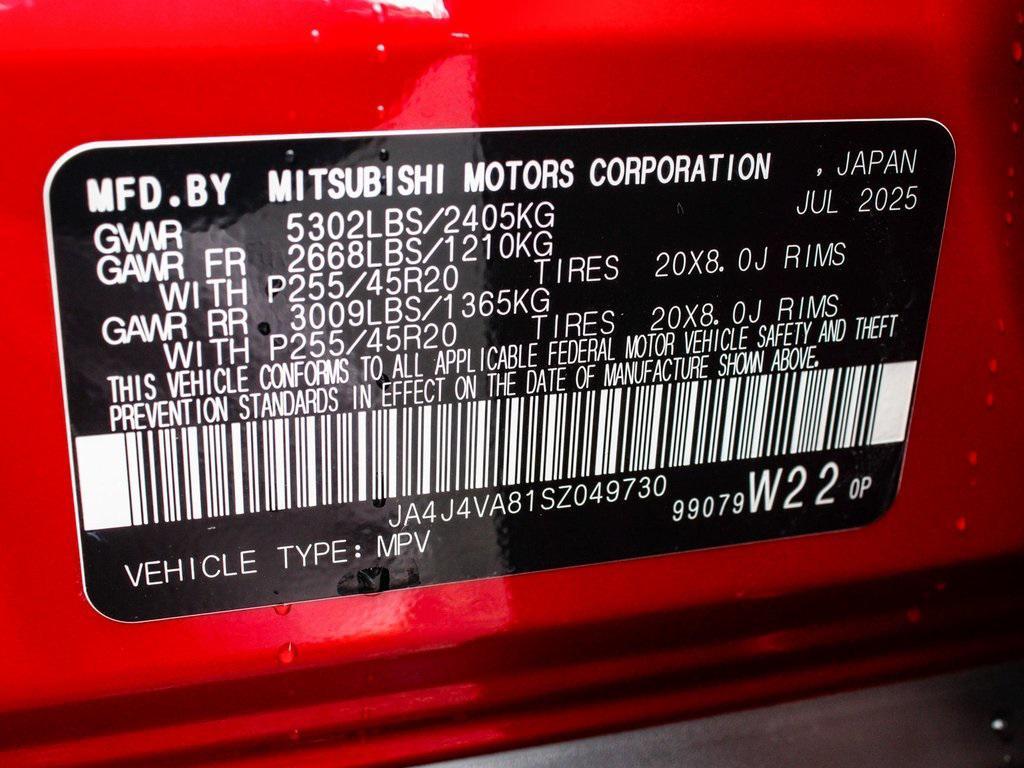 MFD.BY MITSUBISHI MOTORS CORPORATION , JAPAN
GVWR 5302LBS/2405KG JUL 2025
GAWR FR 2668LBS/1210KG
WITH P255/45R20 TIRES 20X8.0J RIMS
GAWR RR 3009LBS/1365KG
WITH P255/45R20 TIRES 20X8.0J RIMS
THIS VEHICLE CONFORMS TO ALL APPLICABLE FEDERAL MOTOR VEHICLE SAFETY AND THEFT
PREVENTION STANDARDS IN EFFECT ON THE DATE OF MANUFACTURE SHOWN ABOVE.
JA4J4VA81SZ049730 99079 W22 0P
VEHICLE TYPE: MPV